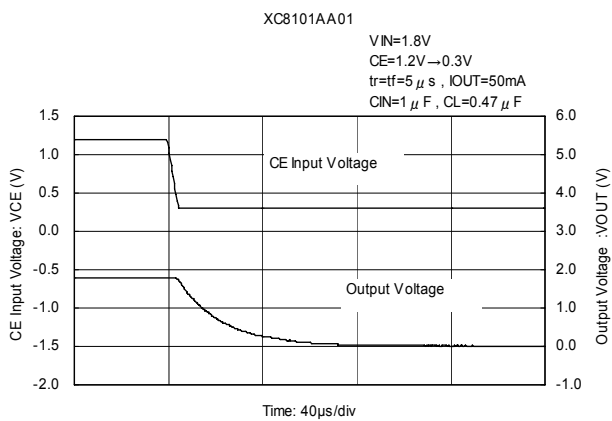 XC8101AA01
VIN=1.8V
CE=1.2V→0.3V
tr=tf=5μs , IOUT=50mA
CIN=1μF , CL=0.47μF
1.5
1.0
0.5
0.0
-0.5
-1.0
-1.5
-2.0
CE Input Voltage: VCE (V)
CE Input Voltage
Output Voltage
6.0
5.0
4.0
3.0
2.0
1.0
0.0
-1.0
Output Voltage :VOUT (V)
Time: 40μs/div